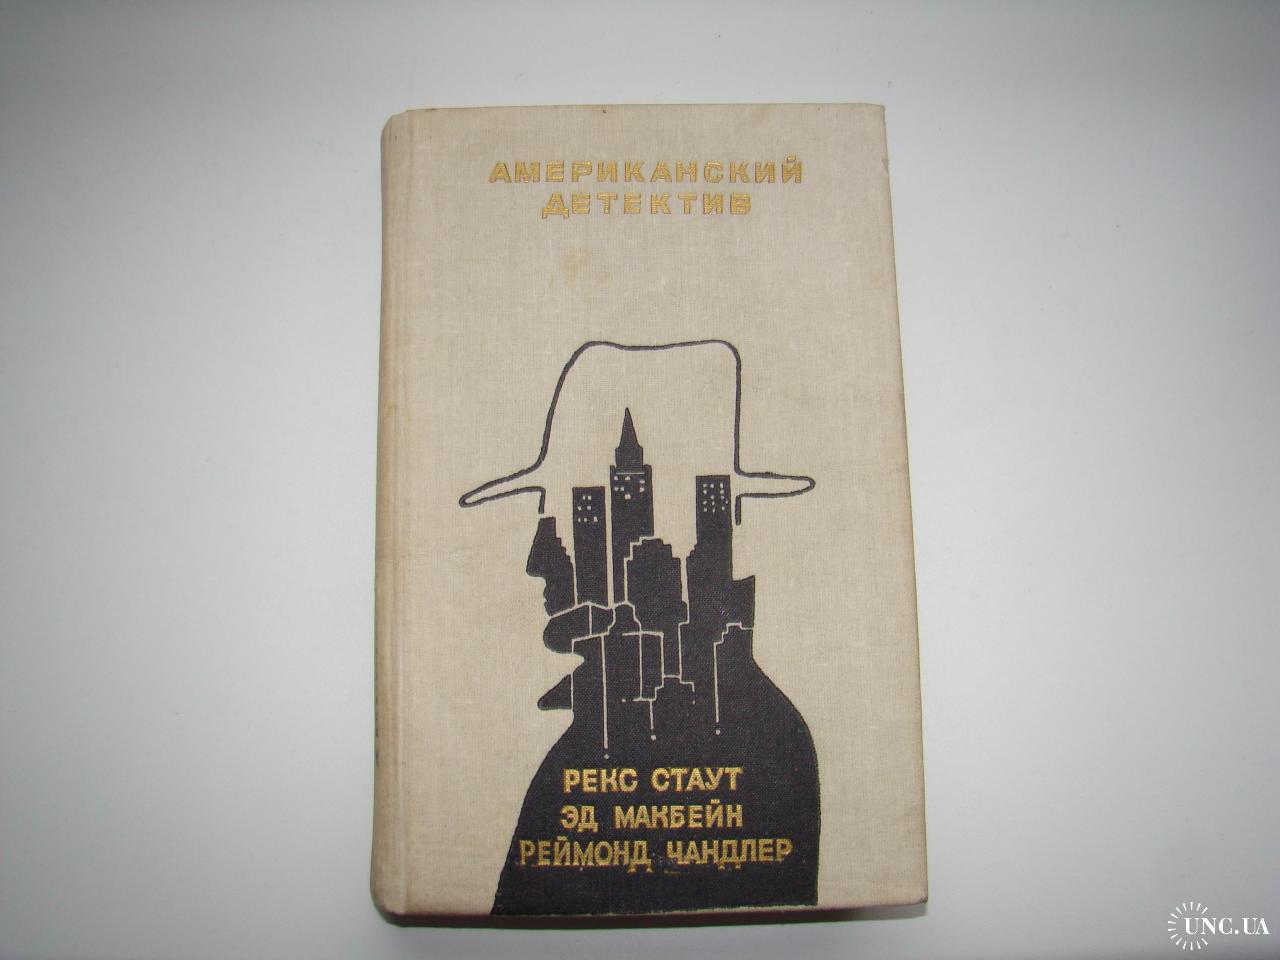 АМЕРИКАНСКИЙ
ДЕТЕКТИВ
РЕКС СТАУТ
ЭД МАКБЕЙН
РЕЙМОНД ЧАНДЛЕР
UNC.UA